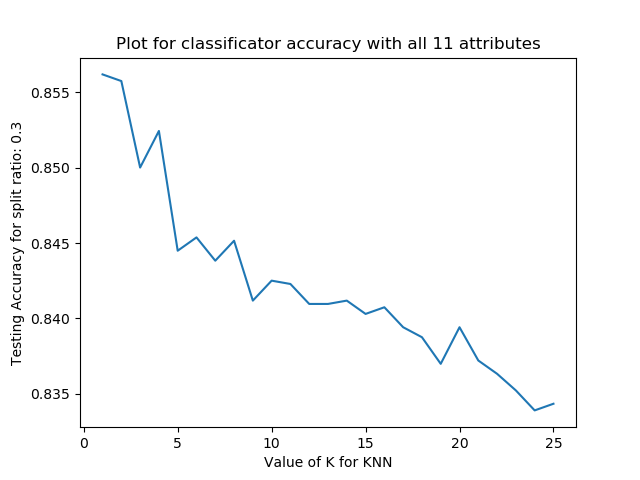 Plot for classificator accuracy with all 11 attributes
0.855
0.850
0.845
0.840
0.835
Testing Accuracy for split ratio: 0.3
0 5 10 15 20 25
Value of K for KNN